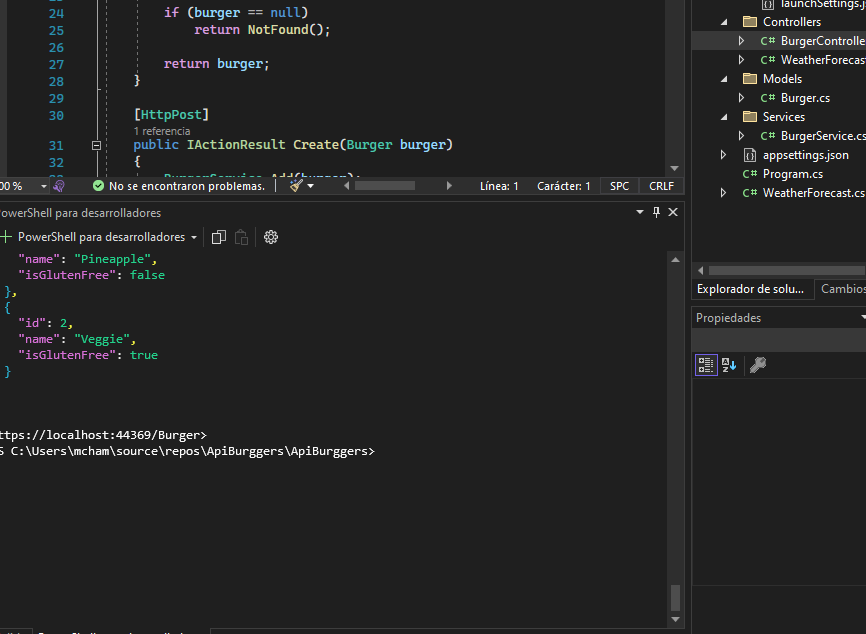 24 if (burger == null)
25 return NotFound();
26
27 return burger;
28 }
29
30 [HttpPost]
1 referencia
31 public IActionResult Create(Burger burger)
32 {
BurgerService.Add(burger);
00 % No se encontraron problemas. Línea: 1 Carácter: 1 SPC CRLF
owerShell para desarrolladores
PowerShell para desarrolladores
"name": "Pineapple",
"isGlutenFree": false
},
{
"id": 2,
"name": "Veggie",
"isGlutenFree": true
}
ttps://localhost:44369/Burger>
S C:\Users\mcham\source\repos\ApiBurggers\ApiBurggers>
launchSettings.j
Controllers
C# BurgerControlle
C# WeatherForecas
Models
C# Burger.cs
Services
C# BurgerService.cs
appsettings.json
C# Program.cs
C# WeatherForecast.cs
Explorador de solu... Cambios
Propiedades